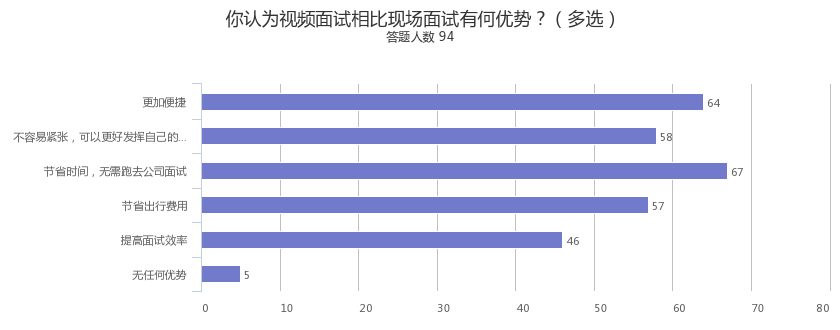 你认为视频面试相比现场面试有何优势？（多选）
答题人数 94
更加便捷
64
不容易紧张，可以更好发挥自己的...
58
节省时间，无需跑去公司面试
67
节省出行费用
57
提高面试效率
46
无任何优势
5
0 10 20 30 40 50 60 70 80